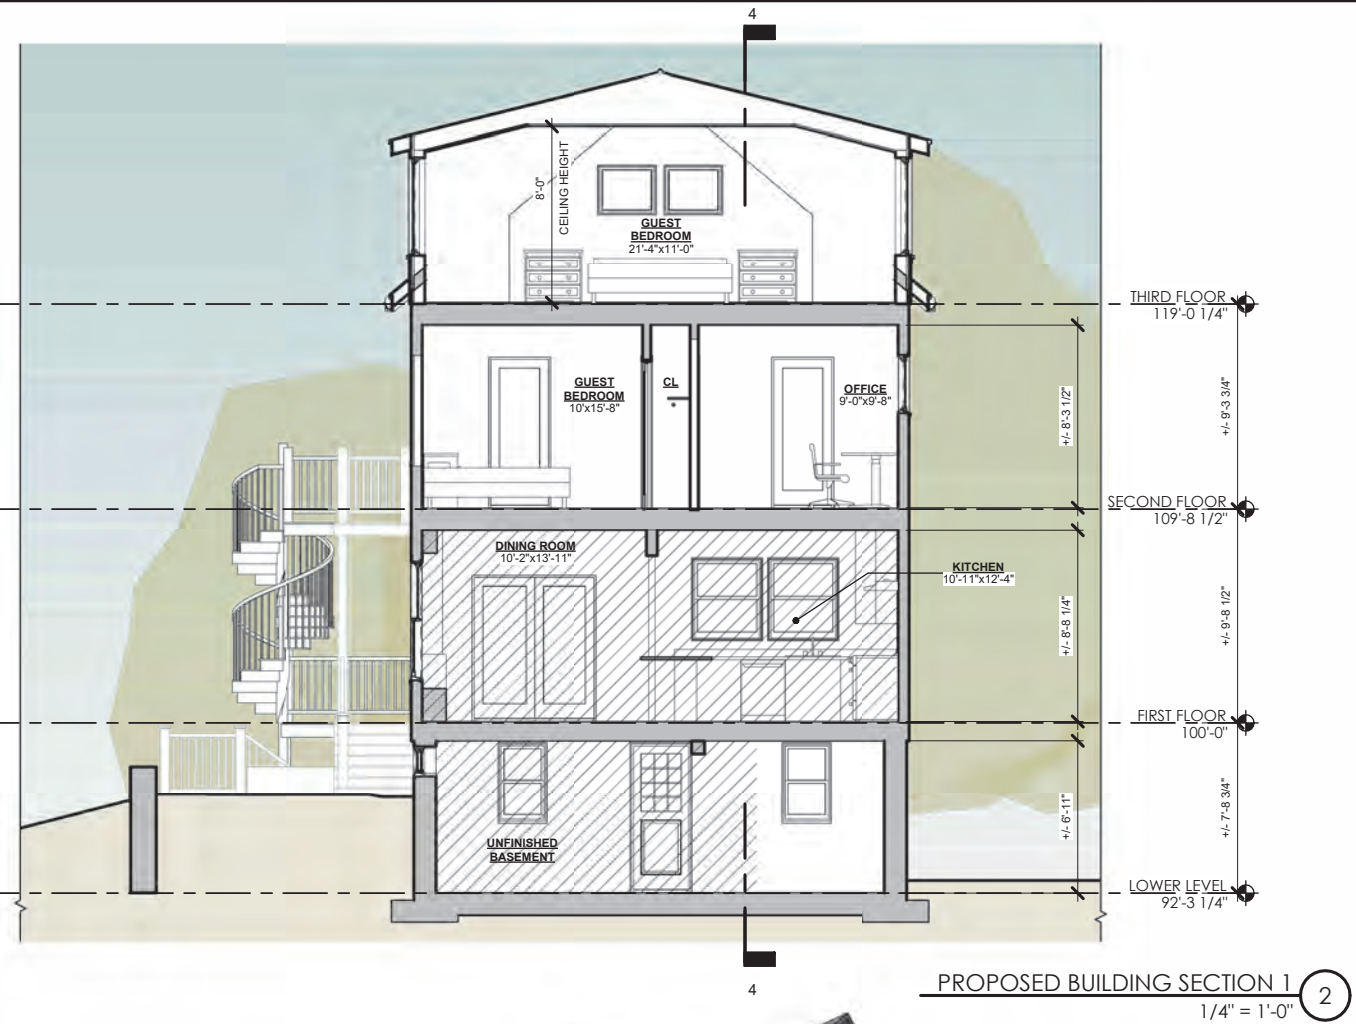 4
8'-0"
CEILING HEIGHT
GUEST
BEDROOM
21'-4"x11'-0"
THIRD FLOOR
119'-0 1/4"
GUEST
BEDROOM
10'x15'-8"
CL
OFFICE
9'-0"x9'-8"
+/- 8'-3 1/2"
+/- 9'-3 3/4"
SECOND FLOOR
109'-8 1/2"
DINING ROOM
10'-2"x13'-11"
KITCHEN
10'-11"x12'-4"
+/- 8'-8 1/4"
+/- 9'-8 1/2"
FIRST FLOOR
100'-0"
UNFINISHED
BASEMENT
+/- 6'-11"
+/- 7'-8 3/4"
LOWER LEVEL
92'-3 1/4"
4
PROPOSED BUILDING SECTION 1
2
1/4" = 1'-0"